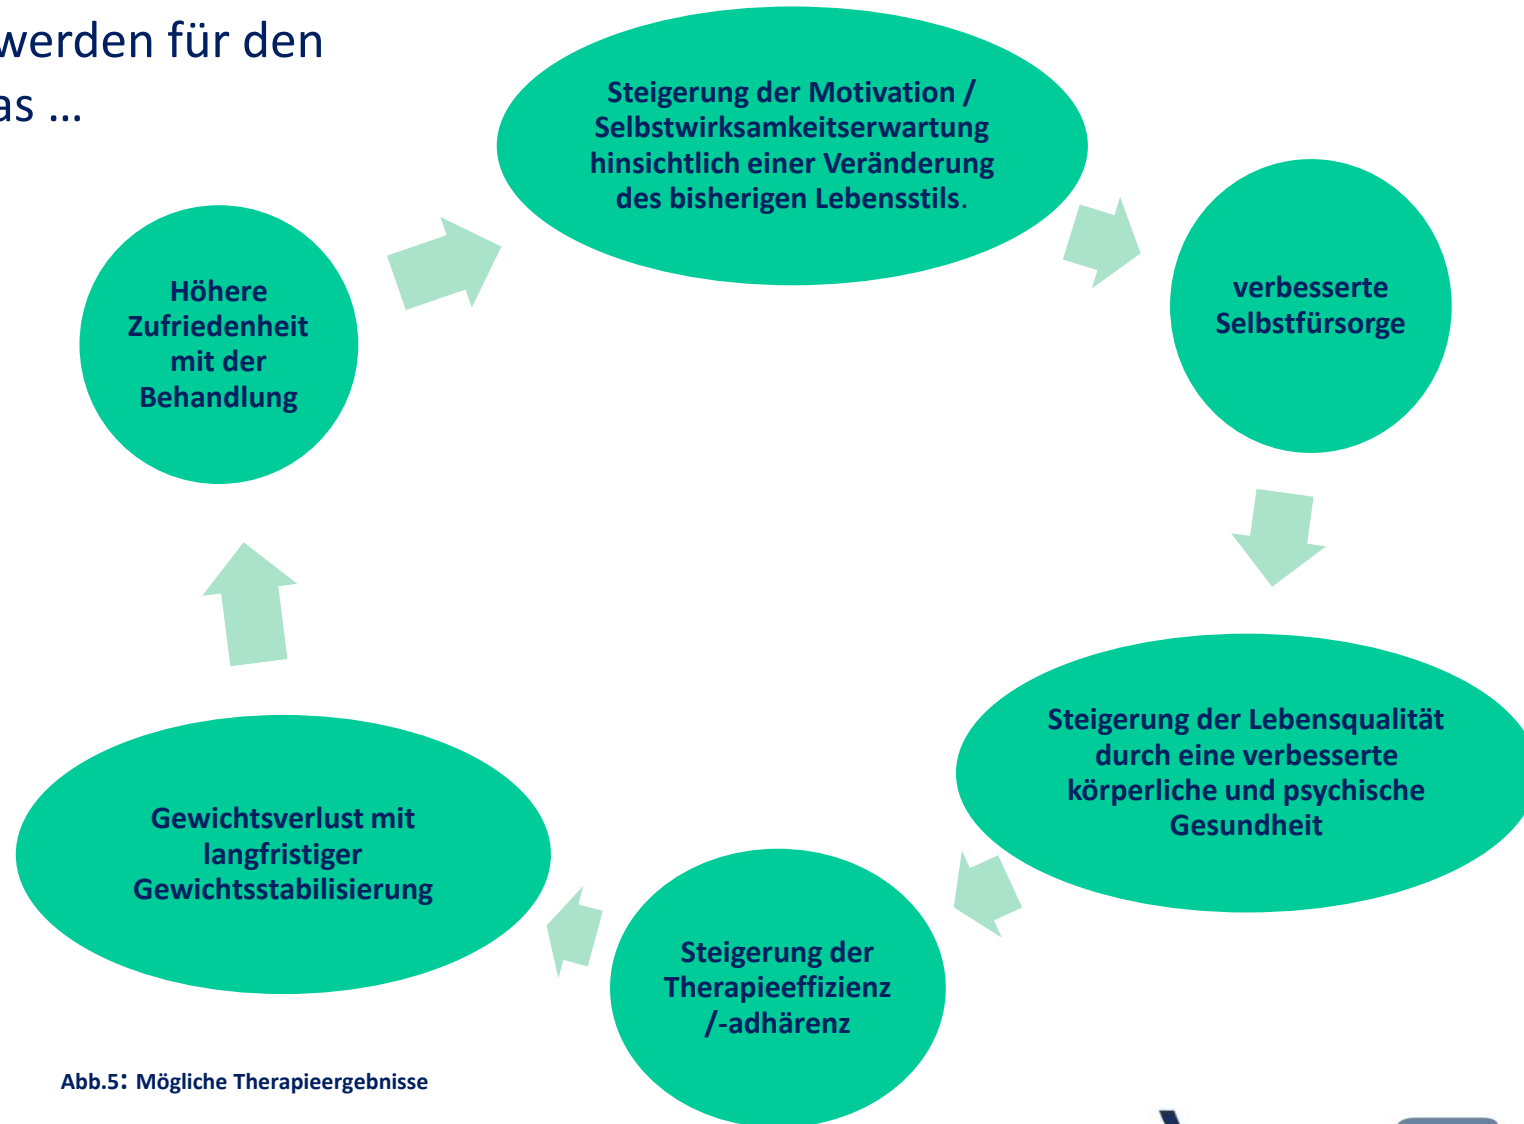 werden für den
as ...
Steigerung der Motivation /
Selbstwirksamkeitserwartung
hinsichtlich einer Veränderung
des bisherigen Lebensstils.
verbesserte
Selbstfürsorge
Steigerung der Lebensqualität
durch eine verbesserte
körperliche und psychische
Gesundheit
Steigerung der
Therapieeffizienz
/-adhärenz
Gewichtsverlust mit
langfristiger
Gewichtsstabilisierung
Höhere
Zufriedenheit
mit der
Behandlung
Abb.5: Mögliche Therapieergebnisse